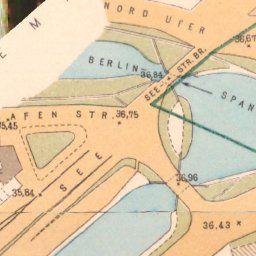 NORD UFER
E M
BERLIN
36,84
SEE-STR. BR.
36,67
SPAN
AFEN STR.
36,75
35,45
SEE
35,84
36,96
36,43